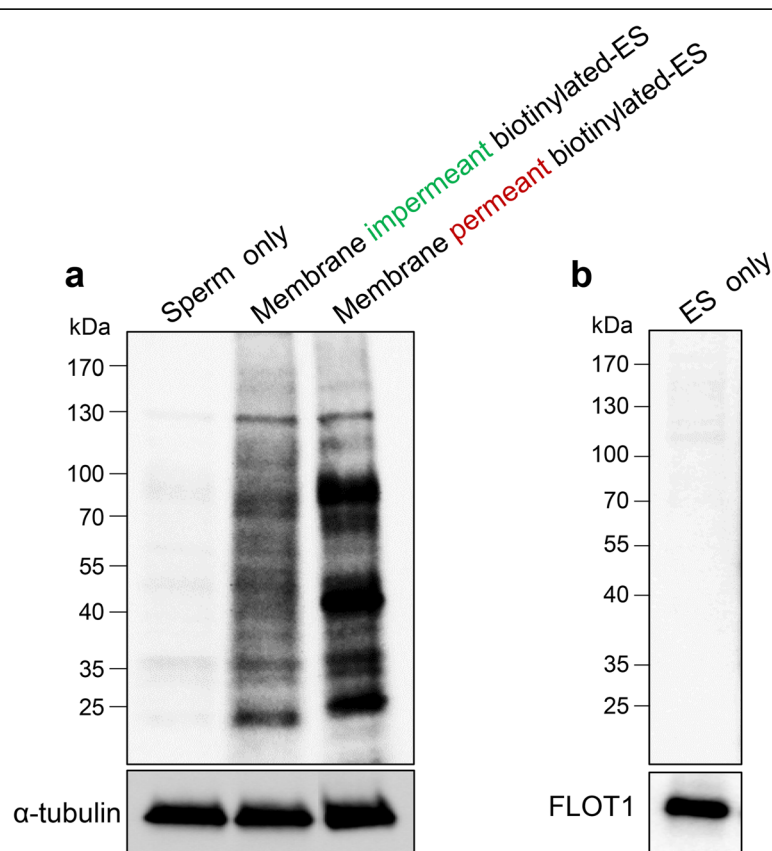 a
Sperm only
Membrane impermeant biotinylated-ES
Membrane permeant biotinylated-ES
kDa
170
130
100
70
55
40
35
25
α-tubulin
b
ES only
kDa
170
130
100
70
55
40
35
25
FLOT1